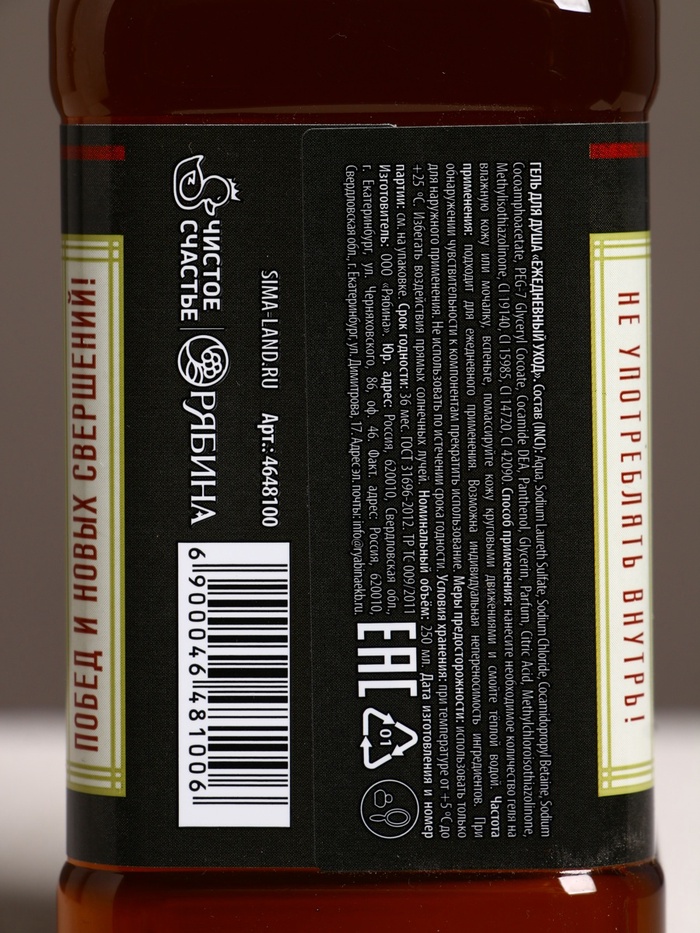 НЕ УПОТРЕБЛЯТЬ ВНУТРЬ!
ГЕЛЬ ДЛЯ ДУША «ЕЖЕДНЕВНЫЙ УХОД». Состав (INCI): Aqua, Sodium Laureth Sulfate, Sodium Chloride, Cocamidopropyl Betaine, Sodium
Cocoamphoacetate, PEG-7 Glyceryl Cocoate, Cocamide DEA, Panthenol, Glycerin, Parfum, Citric Acid, Methylchloroisothiazolinone,
Methylisothiazolinone, CI 19140, CI 15985, CI 14720, CI 42090. Способ применения: нанесите необходимое количество геля на
влажную кожу или мочалку, вспеньте, помассируйте кожу круговыми движениями и смойте тёплой водой. Частота
применения: подходит для ежедневного применения. Возможна индивидуальная непереносимость ингредиентов. При
обнаружении чувствительности к компонентам прекратить использование. Меры предосторожности: использовать только
для наружного применения. Не использовать по истечении срока годности. Условия хранения: при температуре от +5 °C до
+25 °C. Избегать воздействия прямых солнечных лучей. Номинальный объём: 250 мл. Дата изготовления и номер
партии: см. на упаковке. Срок годности: 36 мес. ГОСТ 31696-2012. ТР ТС 009/2011
Изготовитель: ООО «Рябина». Юр. адрес: Россия, 620010, Свердловская обл.,
г. Екатеринбург, ул. Черняховского, 86, оф. 46. Факт. адрес: Россия, 620010,
Свердловская обл., г. Екатеринбург, ул. Димитрова, 17. Адрес эл. почты: info@ryabinaekb.ru
EAC
01
SIMA-LAND.RU Арт.: 4648100
ЧИСТОЕ
СЧАСТЬЕ
РЯБИНА
6 900046 481006
ПОБЕД И НОВЫХ СВЕРШЕНИЙ!